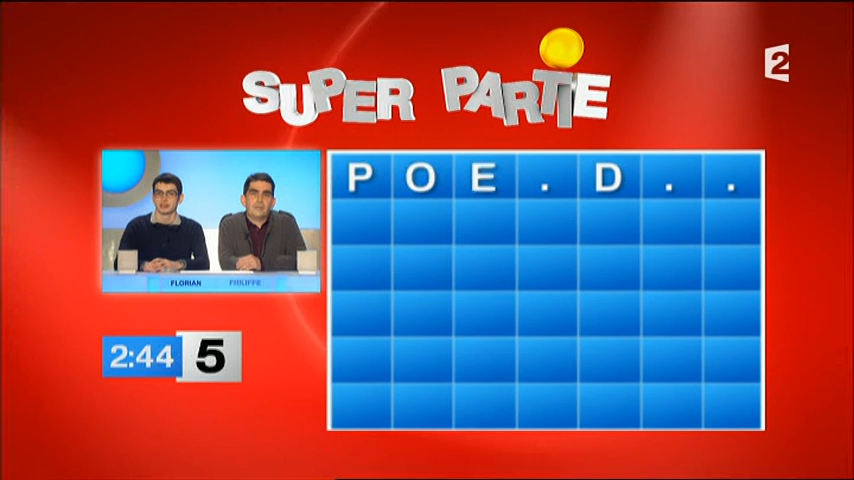 SUPER PARTIE
2
P O E . D . .
FLORIAN PHILIPPE
2:44 5